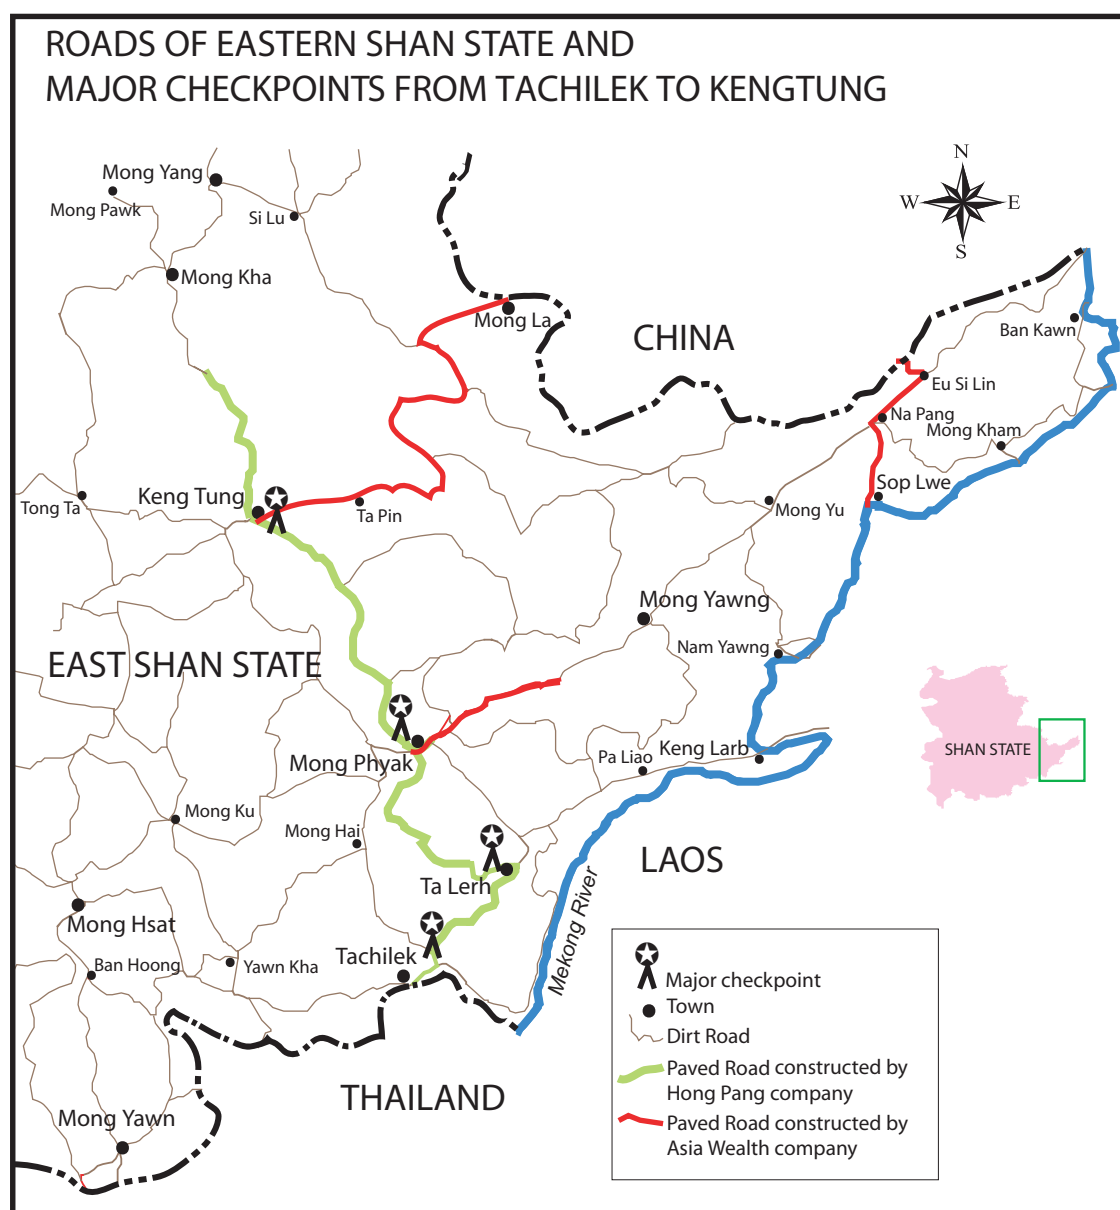 ROADS OF EASTERN SHAN STATE AND
MAJOR CHECKPOINTS FROM TACHILEK TO KENGTUNG
N
W
E
S
Mong Yang
Mong Pawk
Si Lu
Mong Kha
Mong La
CHINA
Ban Kawn
Eu Si Lin
Na Pang
Mong Kham
Keng Tung
Tong Ta
Ta Pin
Sop Lwe
Mong Yu
Mong Yawng
EAST SHAN STATE
Nam Yawng
Mong Phyak
Pa Liao
Keng Larb
SHAN STATE
Mong Ku
Mong Hai
LAOS
Ta Lerh
Mong Hsat
Mekong River
Ban Hoong
Yawn Kha
Tachilek
THAILAND
Mong Yawn
Major checkpoint
Town
Dirt Road
Paved Road constructed by
Hong Pang company
Paved Road constructed by
Asia Wealth company